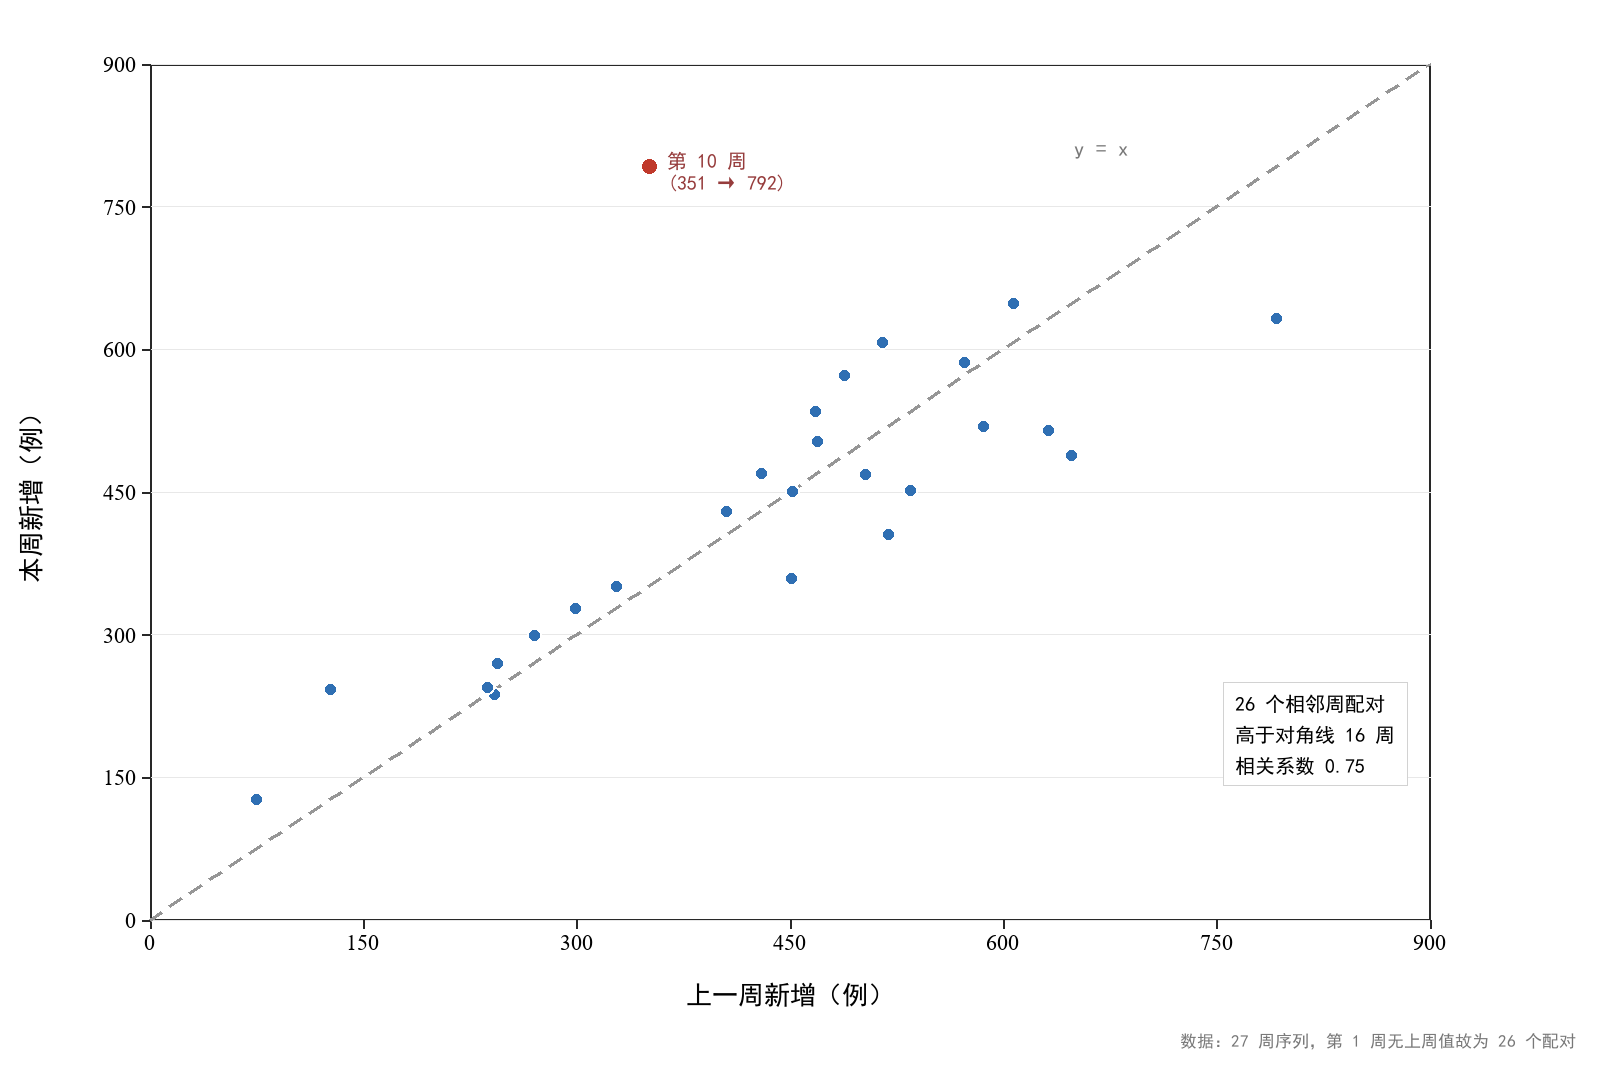 900
750
600
450
300
150
0
0
150
300
450
600
750
900
本周新增（例）
上一周新增（例）
第 10 周
(351 → 792)
y = x
26 个相邻周配对
高于对角线 16 周
相关系数 0.75
数据：27 周序列，第 1 周无上周值故为 26 个配对